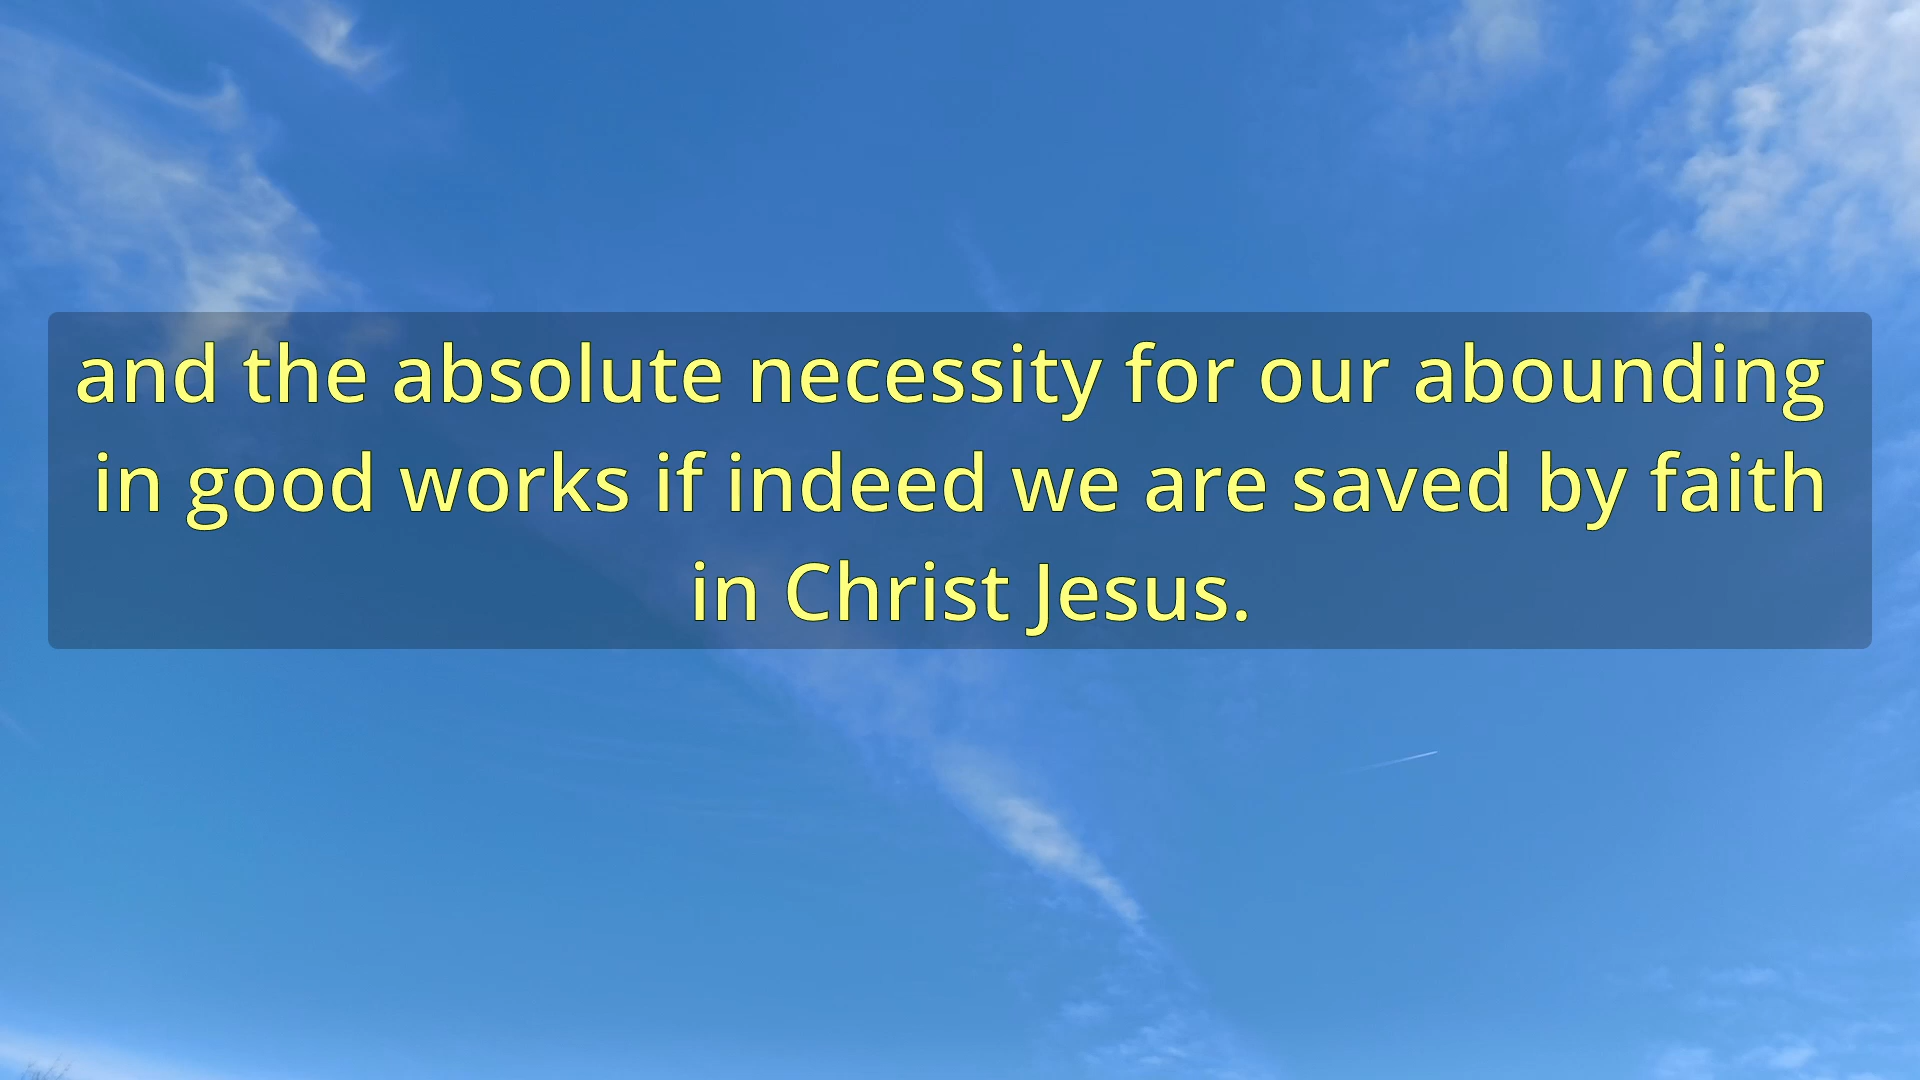 and the absolute necessity for our abounding
in good works if indeed we are saved by faith
in Christ Jesus.